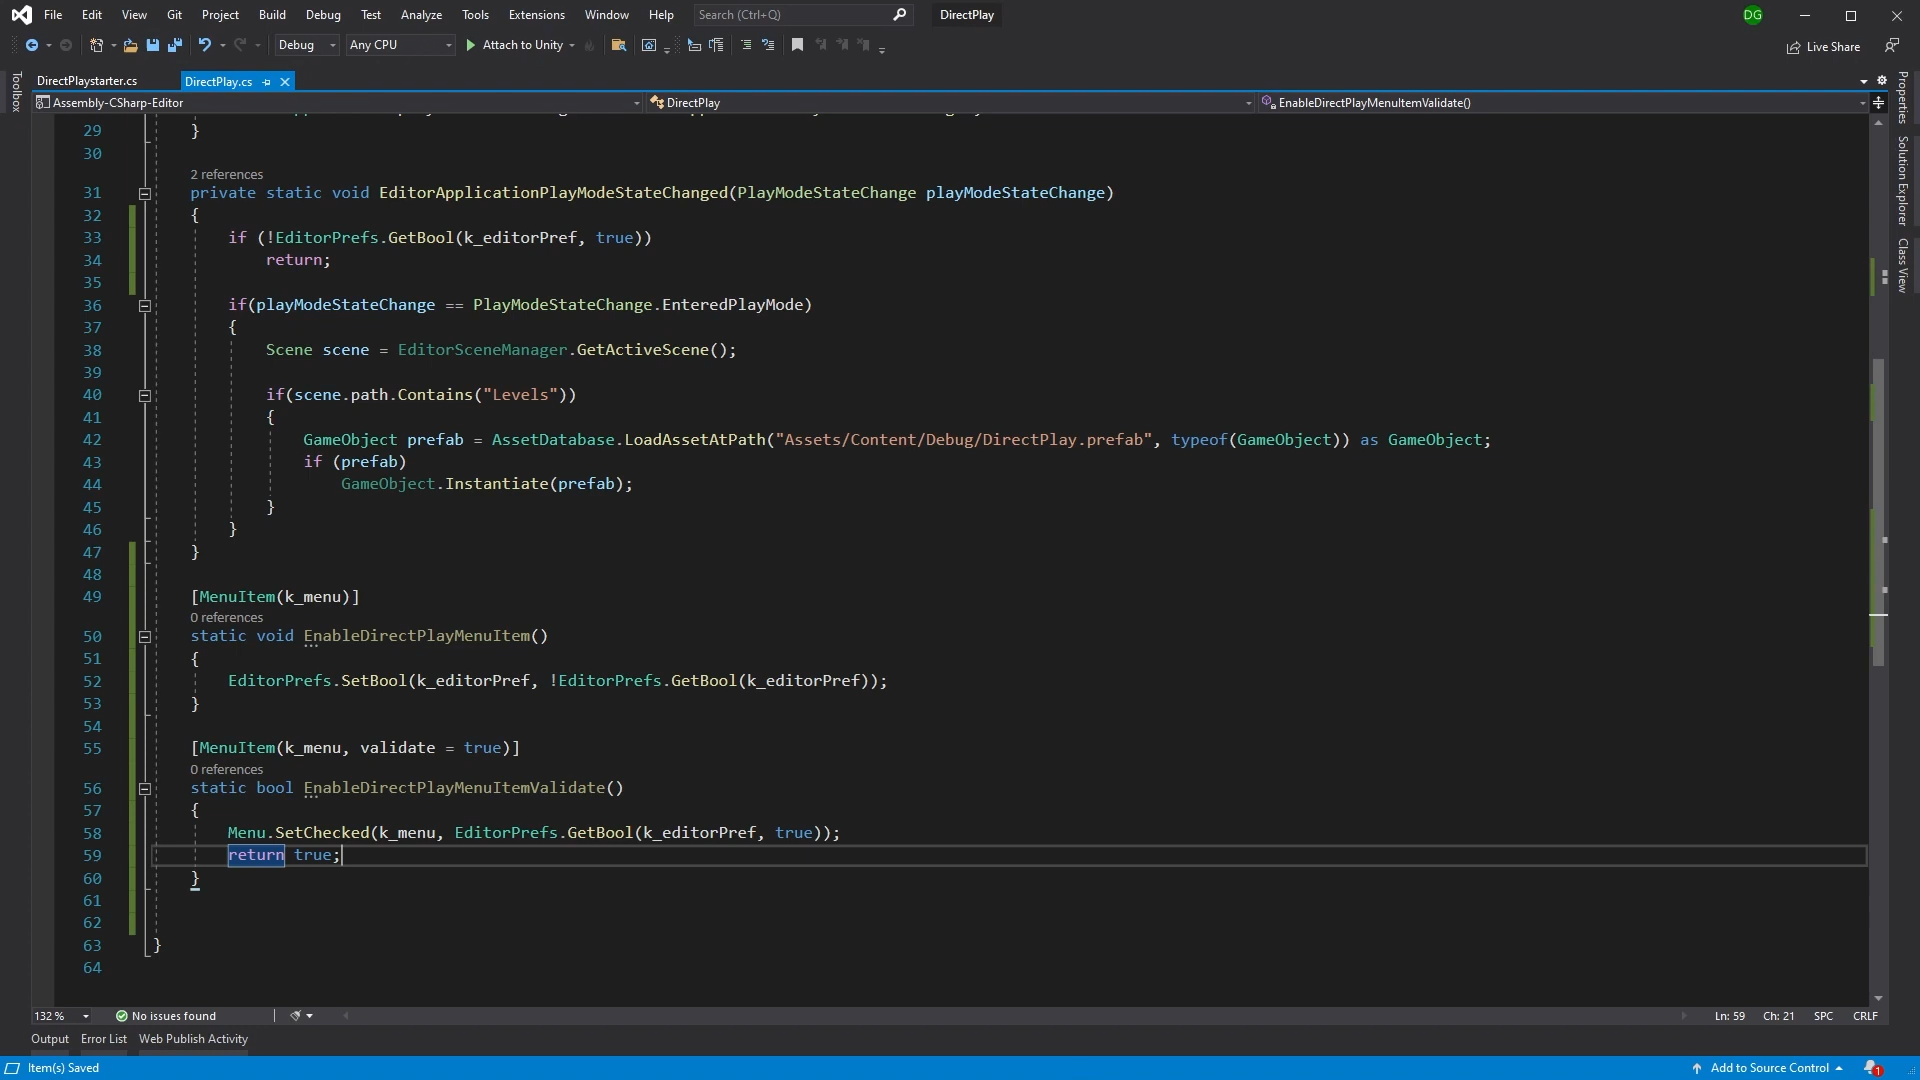 File Edit View Git Project Build Debug Test Analyze Tools Extensions Window Help Search (Ctrl+Q) DirectPlay DG
Debug Any CPU Attach to Unity Live Share
DirectPlaystarter.cs DirectPlay.cs
Assembly-CSharp-Editor DirectPlay EnableDirectPlayMenuItemValidate()
Toolbox
Properties
Solution Explorer
Class View
29 }
30
2 references
31 private static void EditorApplicationPlayModeStateChanged(PlayModeStateChange playModeStateChange)
32 {
33 if (!EditorPrefs.GetBool(k_editorPref, true))
34 return;
35
36 if(playModeStateChange == PlayModeStateChange.EnteredPlayMode)
37 {
38 Scene scene = EditorSceneManager.GetActiveScene();
39
40 if(scene.path.Contains("Levels"))
41 {
42 GameObject prefab = AssetDatabase.LoadAssetAtPath("Assets/Content/Debug/DirectPlay.prefab", typeof(GameObject)) as GameObject;
43 if (prefab)
44 GameObject.Instantiate(prefab);
45 }
46 }
47 }
48
49 [MenuItem(k_menu)]
0 references
50 static void EnableDirectPlayMenuItem()
51 {
52 EditorPrefs.SetBool(k_editorPref, !EditorPrefs.GetBool(k_editorPref));
53 }
54
55 [MenuItem(k_menu, validate = true)]
0 references
56 static bool EnableDirectPlayMenuItemValidate()
57 {
58 Menu.SetChecked(k_menu, EditorPrefs.GetBool(k_editorPref, true));
59 return true;
60 }
61
62
63 }
64
132 % No issues found Ln: 59 Ch: 21 SPC CRLF
Output Error List Web Publish Activity
Item(s) Saved Add to Source Control 1